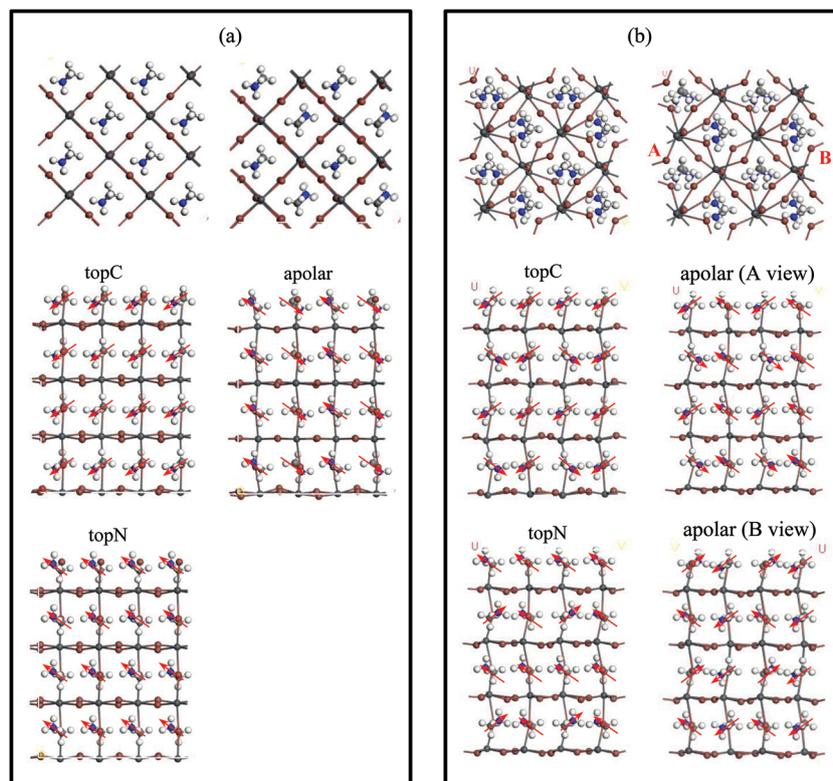 (a)
topC apolar
topN
(b)
U U
A B
topC apolar (A view)
U U
topN apolar (B view)
U U